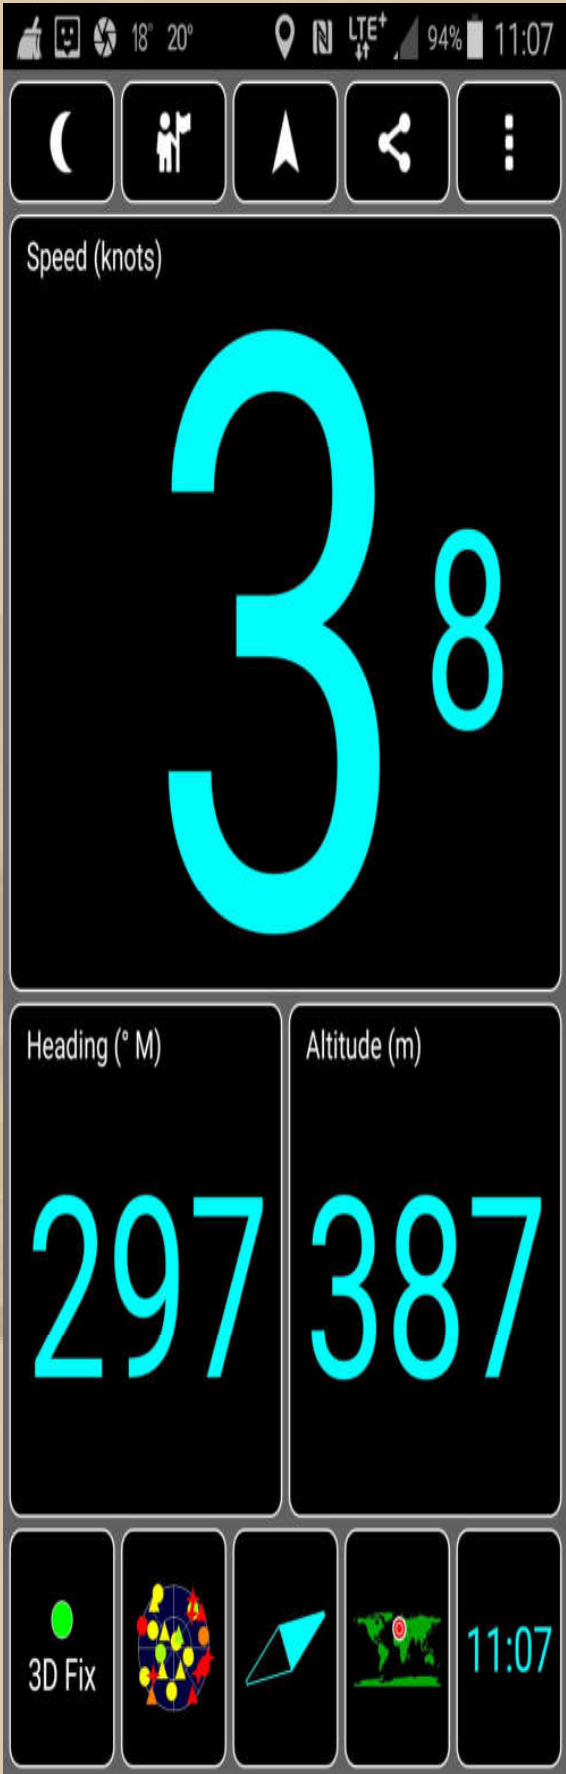 18° 20° LTE+ 94% 11:07
Speed (knots)
3 8
Heading (° M) Altitude (m)
297 387
3D Fix 11:07